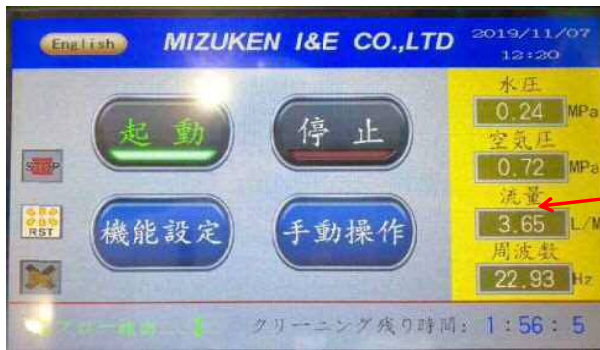 English
MIZUKEN I&E CO.,LTD
2019/11/07
12:20
起動
停止
機能設定
手動操作
STOP
RST
水圧
0.24 MPa
空気圧
0.72 MPa
流量
3.65 L/M
周波数
22.93 Hz
クリーニング残り時間: 1:56: 5